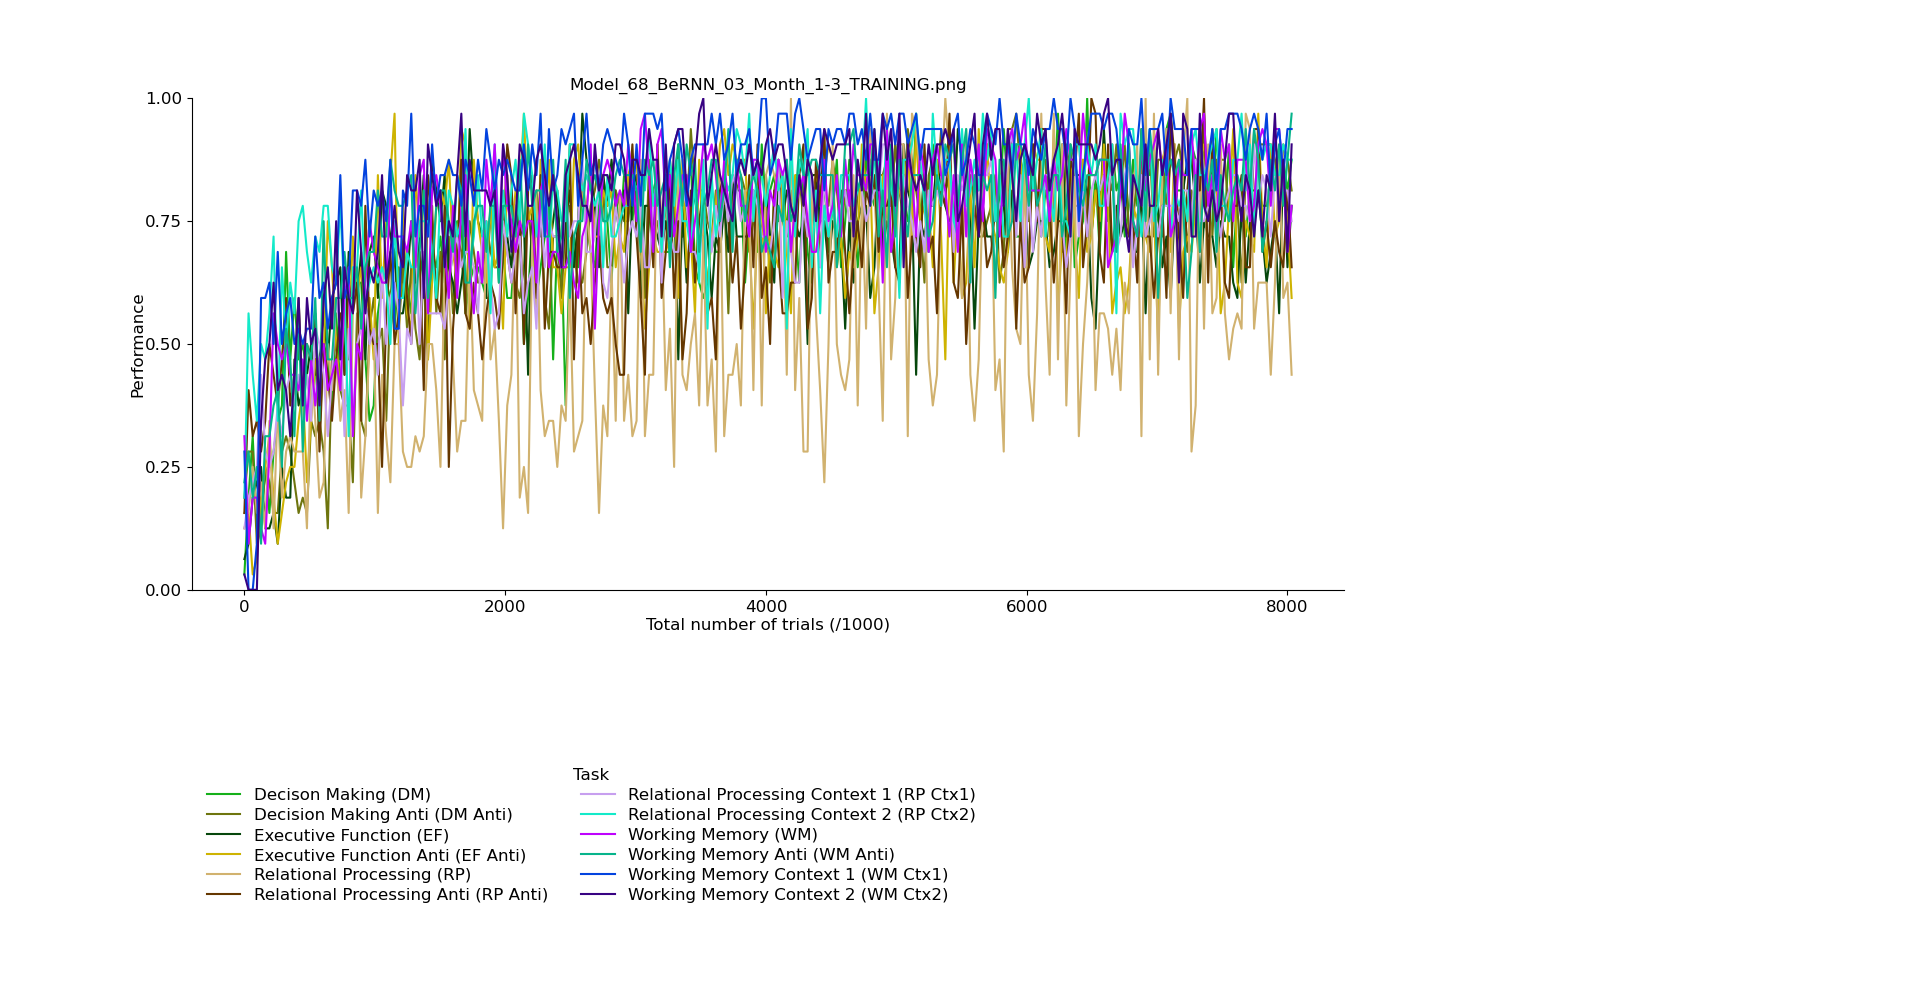 Model_68_BeRNN_03_Month_1-3_TRAINING.png
1.00
0.75
0.50
0.25
0.00
Performance
0 2000 4000 6000 8000
Total number of trials (/1000)
Task
Decison Making (DM)
Decision Making Anti (DM Anti)
Executive Function (EF)
Executive Function Anti (EF Anti)
Relational Processing (RP)
Relational Processing Anti (RP Anti)
Relational Processing Context 1 (RP Ctx1)
Relational Processing Context 2 (RP Ctx2)
Working Memory (WM)
Working Memory Anti (WM Anti)
Working Memory Context 1 (WM Ctx1)
Working Memory Context 2 (WM Ctx2)